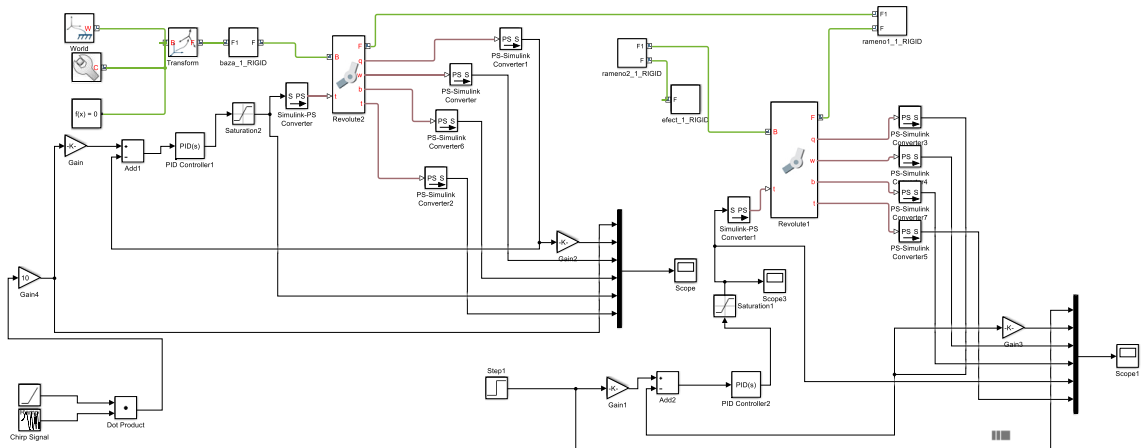 World
W
C
f(x) = 0
B
F
Transform
F1
F
baza_1_RIGID
B
F
q
w
b
t
t
Revolute2
S PS
Simulink-PS
Converter
PS S
PS-Simulink
Converter1
PS S
PS-Simulink
Converter
PS S
PS-Simulink
Converter6
PS S
PS-Simulink
Converter2
Saturation2
-K-
Gain
+
−
Add1
PID(s)
PID Controller1
-K-
Gain2
Scope
10
Gain4
Chirp Signal
Dot Product
F1
F
rameno1_1_RIGID
F1
F
rameno2_1_RIGID
F
efect_1_RIGID
B
F
q
w
b
t
t
Revolute1
S PS
Simulink-PS
Converter1
PS S
PS-Simulink
Converter3
PS S
PS-Simulink
Converter4
PS S
PS-Simulink
Converter7
PS S
PS-Simulink
Converter5
Scope3
Saturation1
Step1
-K-
Gain1
+
−
Add2
PID(s)
PID Controller2
-K-
Gain3
Scope1